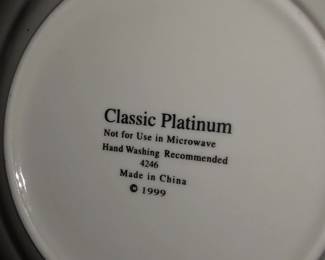 Classic Platinum
Not for Use in Microwave
Hand Washing Recommended
4246
Made in China
© 1999